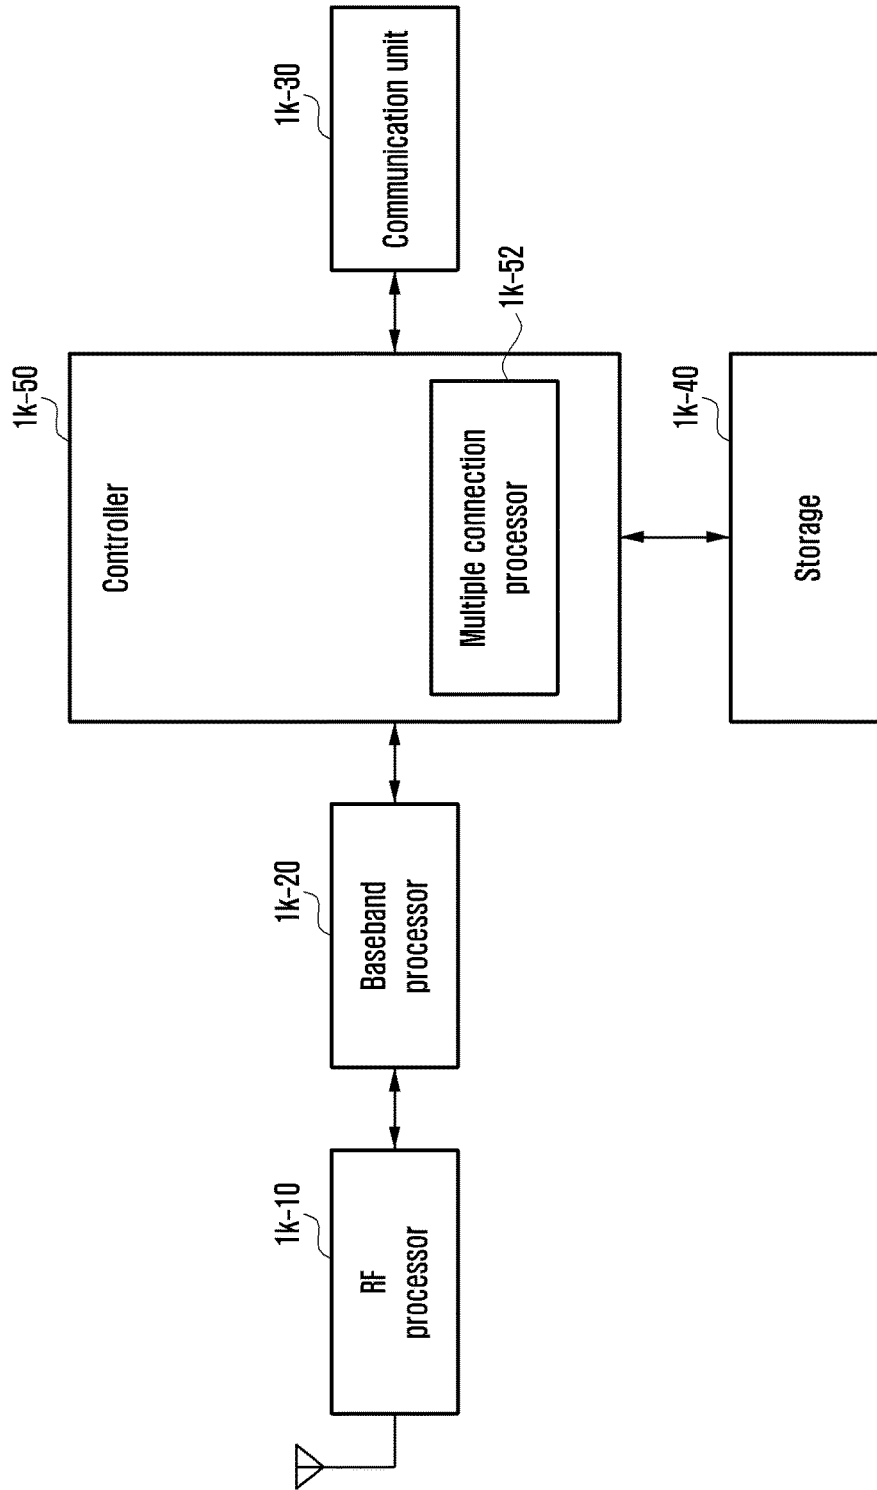 1k-10
RF
processor
1k-20
Baseband
processor
1k-50
Controller
Multiple connection
processor
1k-52
1k-30
Communication unit
1k-40
Storage